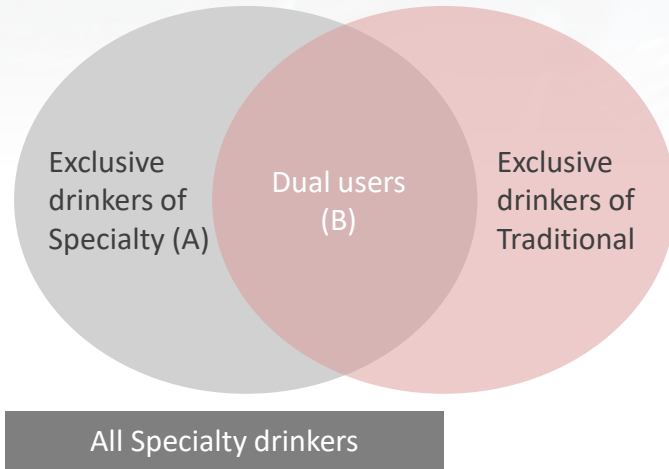 Exclusive
drinkers of
Specialty (A)
Dual users
(B)
Exclusive
drinkers of
Traditional
All Specialty drinkers